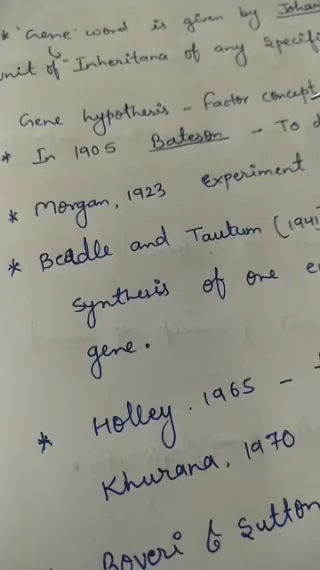 * 'Gene' word is given by Johan
unit of Inheritance of any Specifi
Gene hypothesis - Factor concept
* In 1905 Bateson - To d
* Morgan, 1923 experiment
* Beadle and Tautum (1941)
synthesis of one e
gene.
* Holley. 1965 -
Khurana, 1970
Boveri & Sutton